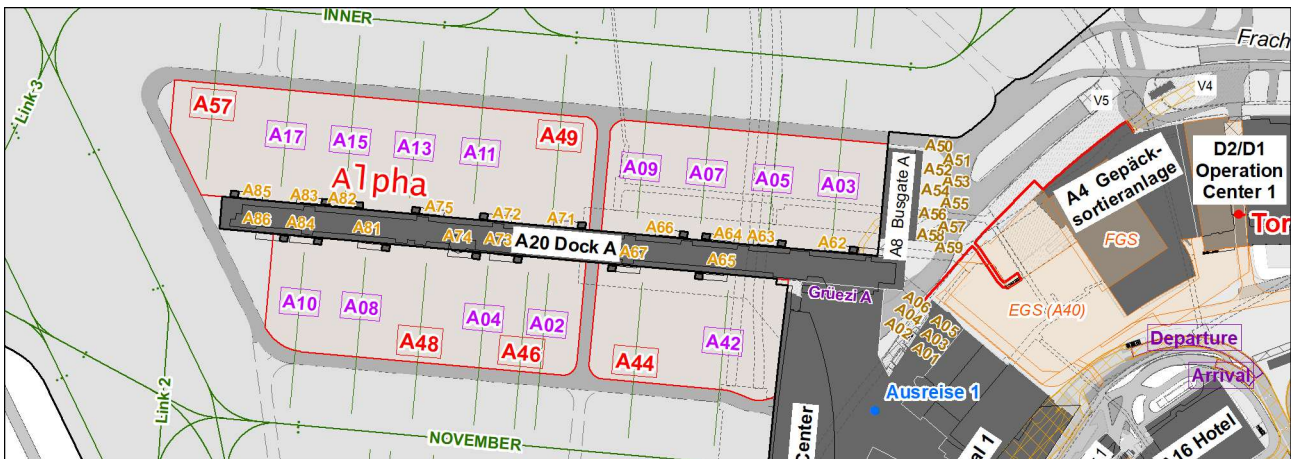 INNER
Frach
Link-3
V5
V4
A57
A17
A15
A13
A11
A49
A09
A07
A05
A03
Alpha
A50
A51
A52
A53
A54
A55
A56
A57
A58
A59
A8 Busgate A
A4 Gepäck-
sortieranlage
D2/D1
Operation
Center 1
Tor
FGS
EGS (A40)
A85
A83
A82
A75
A72
A71
A66
A64
A63
A62
A86
A84
A81
A74
A73
A20 Dock A
A67
A65
Grüezi A
A06
A05
A04
A03
A02
A01
A10
A08
A48
A04
A02
A46
A44
A42
Departure
Arrival
Ausreise 1
Link-2
NOVEMBER
Center
al 1
16 Hotel